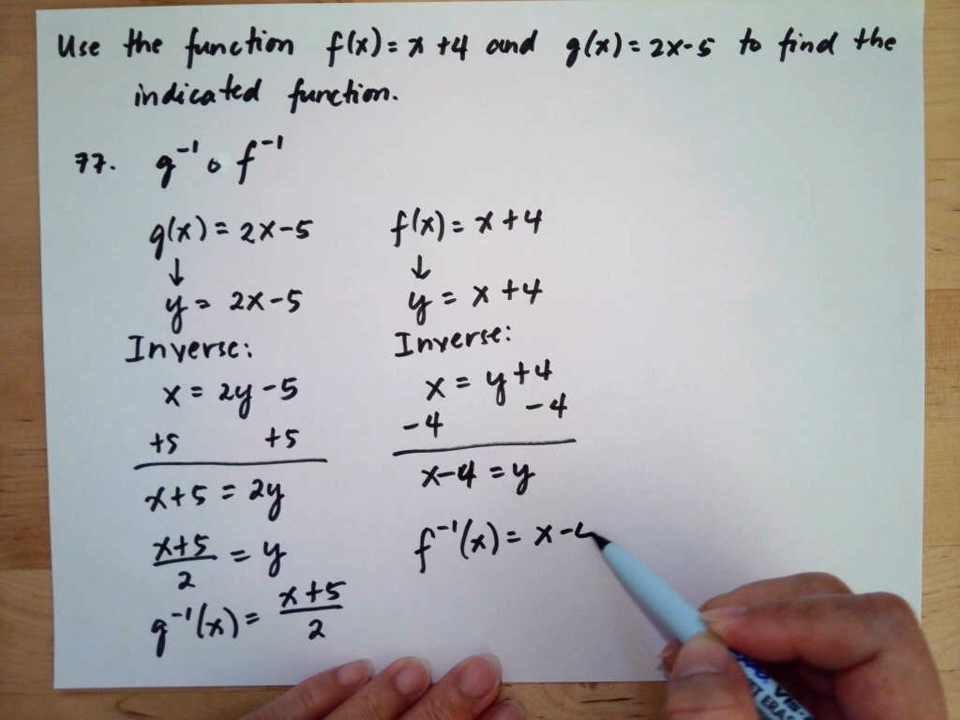 Use the function f(x) = x + 4 and g(x) = 2x - 5 to find the
indicated function.
77. g⁻¹ ∘ f⁻¹
g(x) = 2x - 5
↓
y = 2x - 5
Inverse:
x = 2y - 5
+5 +5
x + 5 = 2y
x+5/2 = y
g⁻¹(x) = x+5/2
f(x) = x + 4
↓
y = x + 4
Inverse:
x = y + 4
-4 -4
x - 4 = y
f⁻¹(x) = x -